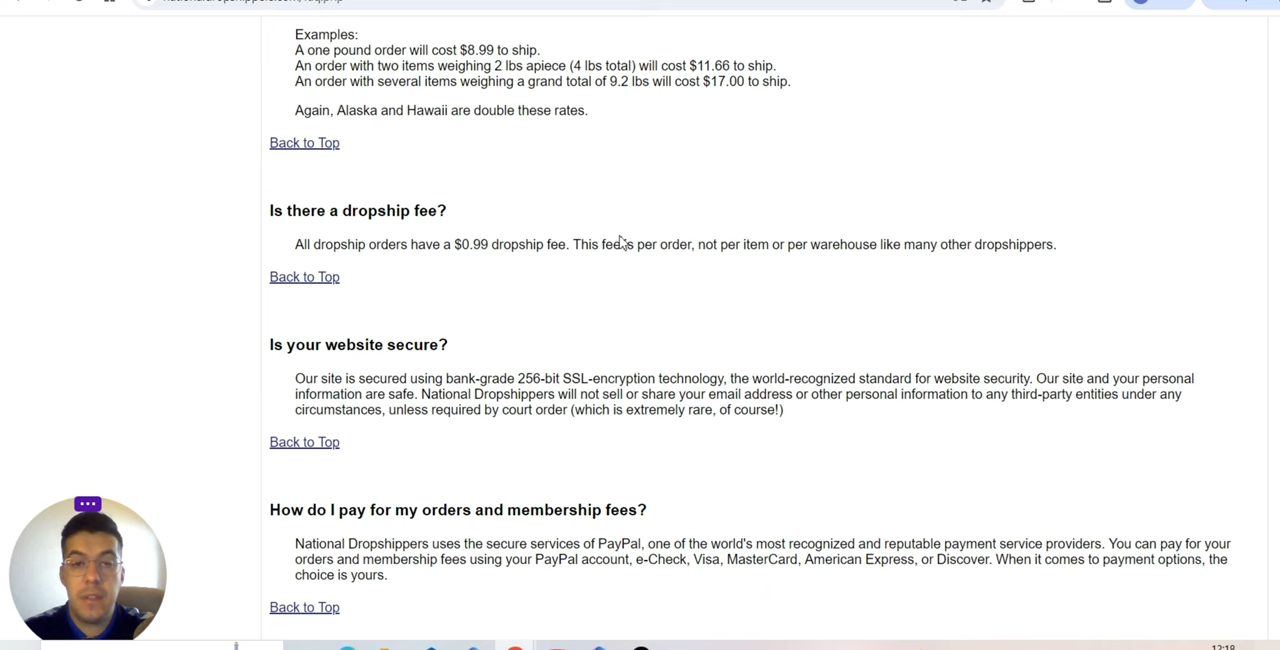 Examples:
A one pound order will cost $8.99 to ship.
An order with two items weighing 2 lbs apiece (4 lbs total) will cost $11.66 to ship.
An order with several items weighing a grand total of 9.2 lbs will cost $17.00 to ship.
Again, Alaska and Hawaii are double these rates.
Back to Top
Is there a dropship fee?
All dropship orders have a $0.99 dropship fee. This fee is per order, not per item or per warehouse like many other dropshippers.
Back to Top
Is your website secure?
Our site is secured using bank-grade 256-bit SSL-encryption technology, the world-recognized standard for website security. Our site and your personal
information are safe. National Dropshippers will not sell or share your email address or other personal information to any third-party entities under any
circumstances, unless required by court order (which is extremely rare, of course!)
Back to Top
How do I pay for my orders and membership fees?
National Dropshippers uses the secure services of PayPal, one of the world's most recognized and reputable payment service providers. You can pay for your
orders and membership fees using your PayPal account, e-Check, Visa, MasterCard, American Express, or Discover. When it comes to payment options, the
choice is yours.
Back to Top
12:18